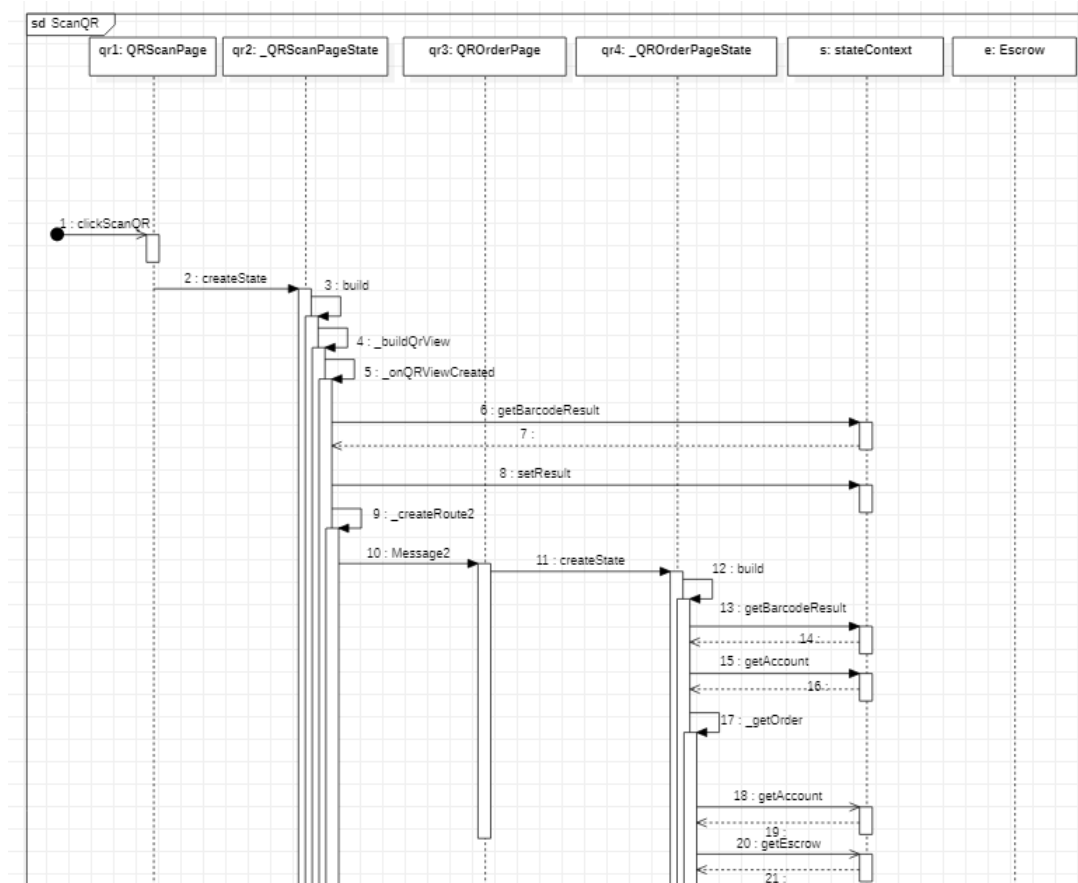 sd ScanQR
qr1: QRScanPage
qr2: _QRScanPageState
qr3: QROrderPage
qr4: _QROrderPageState
s: stateContext
e: Escrow
1 : clickScanQR
2 : createState
3 : build
4 : _buildQrView
5 : _onQRViewCreated
6 : getBarcodeResult
7 :
8 : setResult
9 : _createRoute2
10 : Message2
11 : createState
12 : build
13 : getBarcodeResult
14 :
15 : getAccount
16 :
17 : _getOrder
18 : getAccount
19 :
20 : getEscrow
21 :